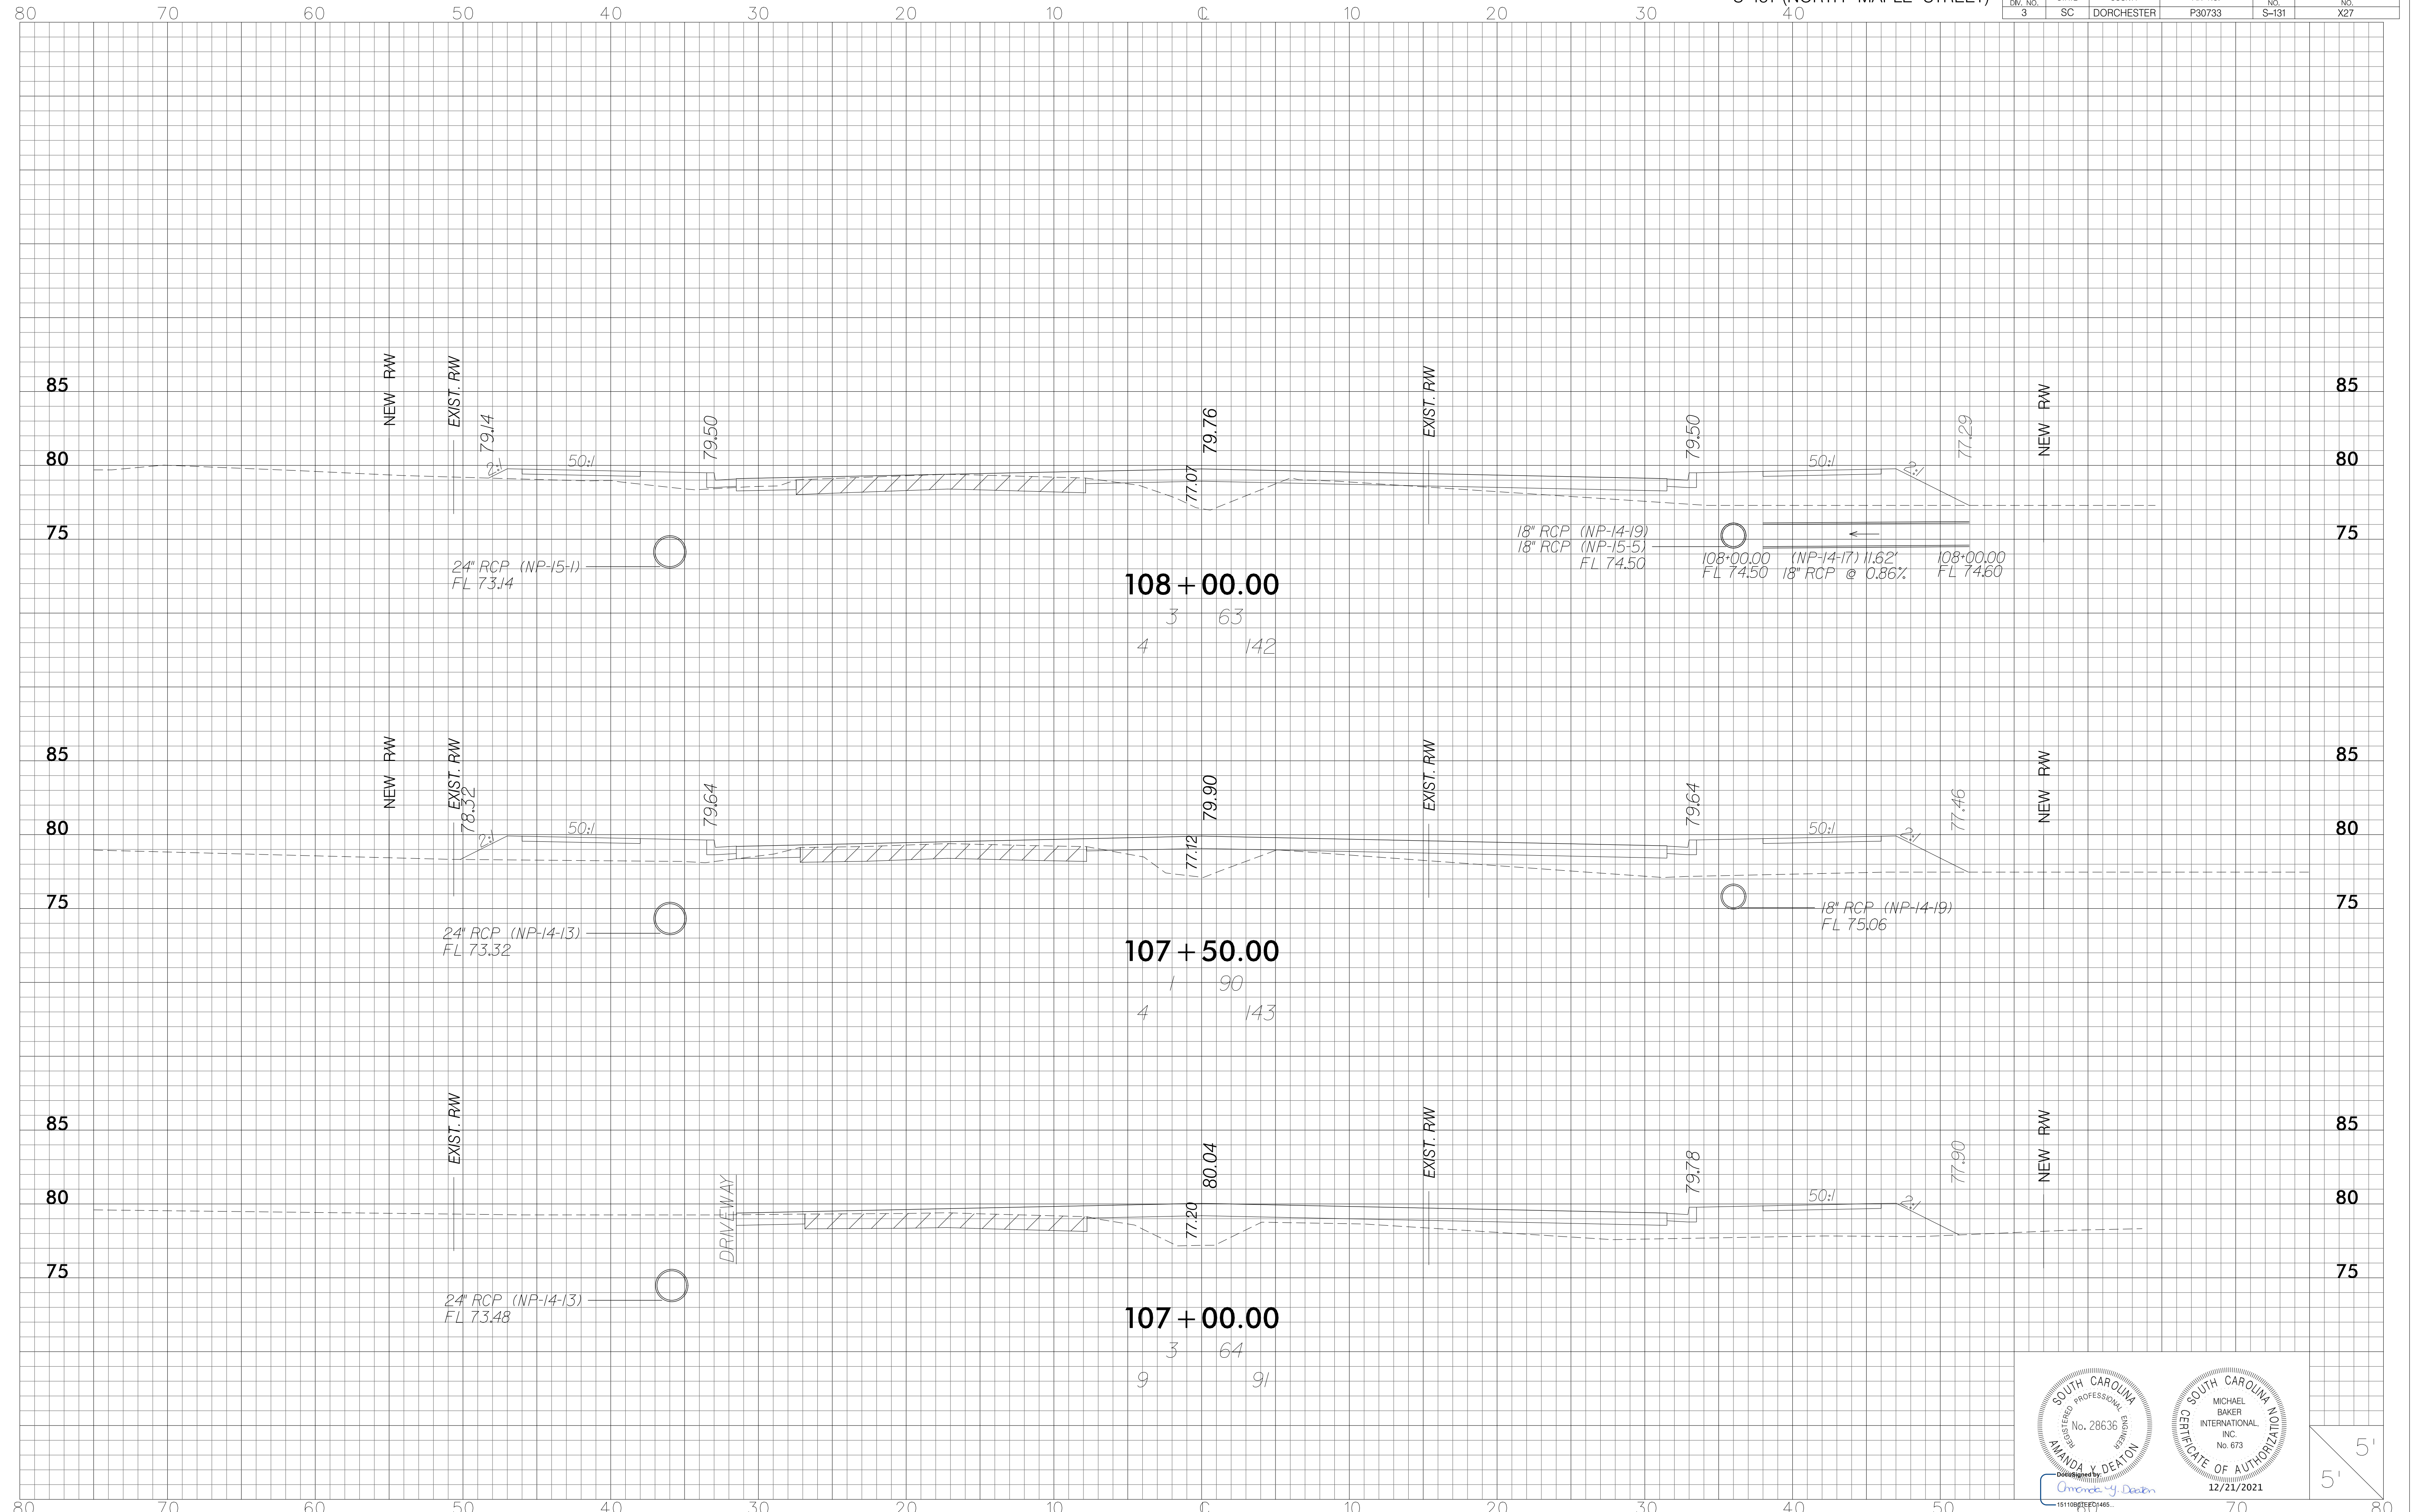 80 70 60 50 40 30 20 10 ℄ 10 20 30 40
S-131 (NORTH MAPLE STREET)
DIV. NO. NO. NO.
3 SC DORCHESTER P30733 S-131 X27
85 85
80 80
75 75
NEW R/W
EXIST. R/W
79.14
2:1
50:1
79.50
79.76
77.07
EXIST. R/W
79.50
50:1
2:1
77.29
NEW R/W
24" RCP (NP-15-1)
FL 73.14
18" RCP (NP-14-19)
18" RCP (NP-15-5)
FL 74.50
108+00.00 (NP-14-17) 11.62' 108+00.00
FL 74.50 18" RCP @ 0.86% FL 74.60
108+00.00
3 63
4 142
85 85
80 80
75 75
NEW R/W
EXIST. R/W
78.32
2:1
50:1
79.64
79.90
77.12
EXIST. R/W
79.64
50:1
2:1
77.46
NEW R/W
24" RCP (NP-14-13)
FL 73.32
18" RCP (NP-14-19)
FL 75.06
107+50.00
1 90
4 143
85 85
80 80
75 75
EXIST. R/W
DRIVEWAY
80.04
77.20
EXIST. R/W
79.78
50:1
2:1
77.90
NEW R/W
24" RCP (NP-14-13)
FL 73.48
107+00.00
3 64
9 91
SOUTH CAROLINA
REGISTERED PROFESSIONAL ENGINEER
No. 28636
AMANDA Y. DEATON
DocuSigned by:
Amanda Y. Deaton
SOUTH CAROLINA
MICHAEL
BAKER
INTERNATIONAL,
INC.
No. 673
CERTIFICATE OF AUTHORIZATION
12/21/2021
5'
5'
80 70 60 50 40 30 20 10 ℄ 10 20 30 40 50 60 70 80